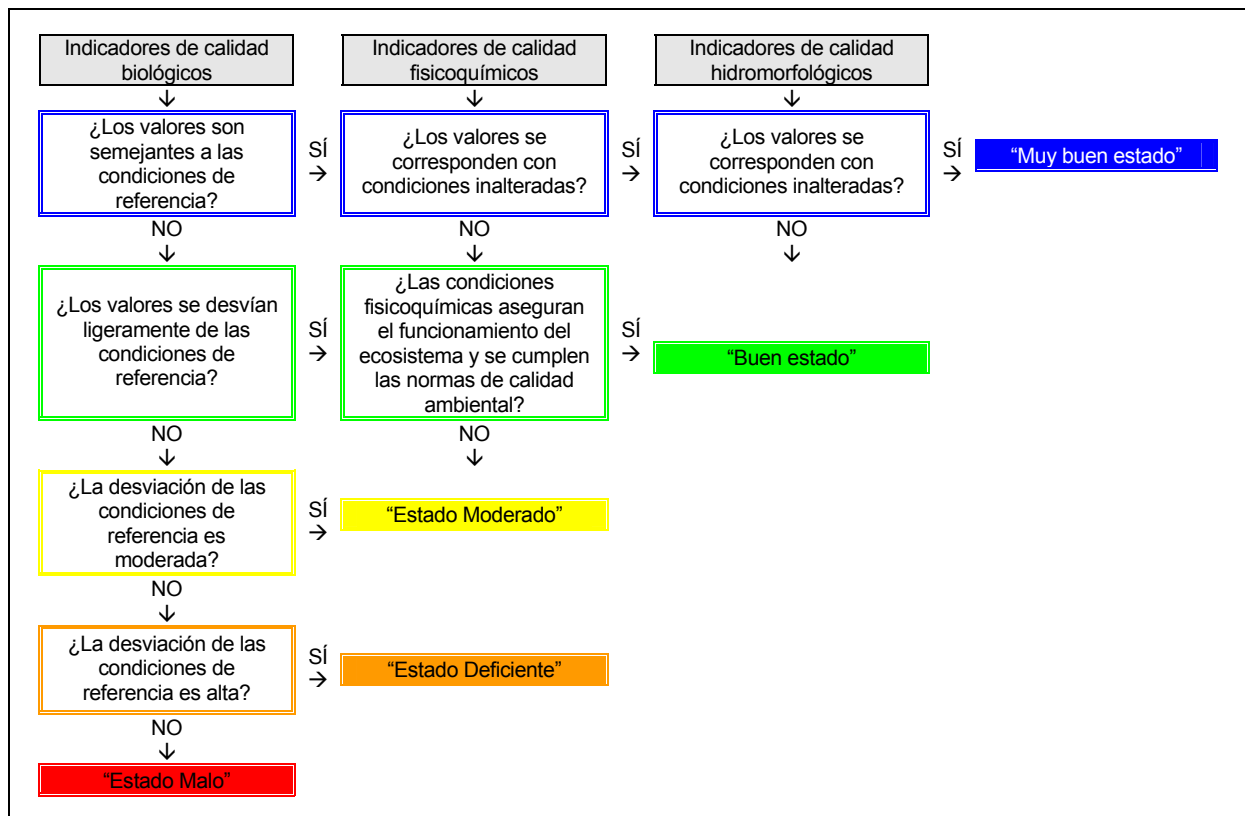 Indicadores de calidad
biológicos
Indicadores de calidad
fisicoquímicos
Indicadores de calidad
hidromorfológicos
¿Los valores son
semejantes a las
condiciones de
referencia?
SÍ
¿Los valores se
corresponden con
condiciones inalteradas?
SÍ
¿Los valores se
corresponden con
condiciones inalteradas?
SÍ
“Muy buen estado”
NO
NO
NO
¿Los valores se desvían
ligeramente de las
condiciones de
referencia?
SÍ
¿Las condiciones
fisicoquímicas aseguran
el funcionamiento del
ecosistema y se cumplen
las normas de calidad
ambiental?
SÍ
“Buen estado”
NO
NO
¿La desviación de las
condiciones de
referencia es
moderada?
SÍ
“Estado Moderado”
NO
¿La desviación de las
condiciones de
referencia es alta?
SÍ
“Estado Deficiente”
NO
“Estado Malo”